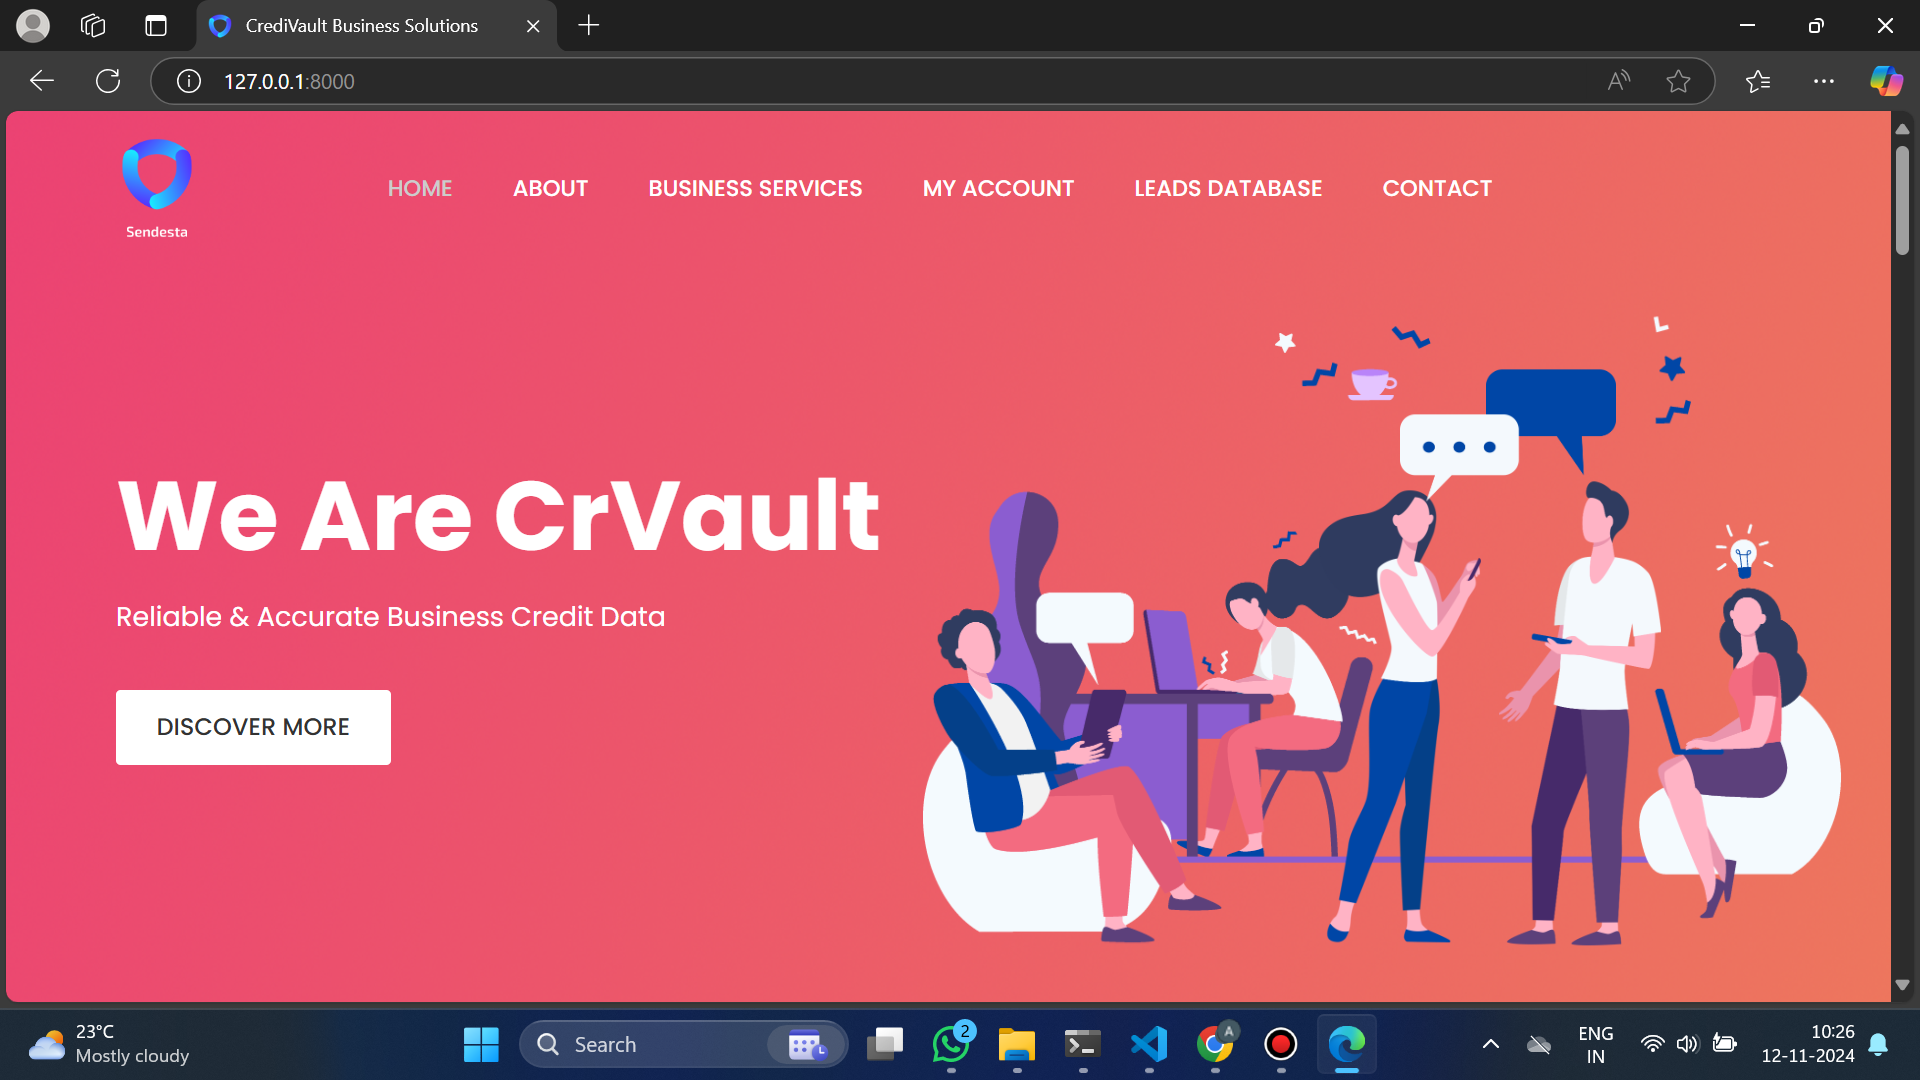 CrediVault Business Solutions
127.0.0.1:8000
Sendesta
HOME ABOUT BUSINESS SERVICES MY ACCOUNT LEADS DATABASE CONTACT
We Are CrVault
Reliable & Accurate Business Credit Data
DISCOVER MORE
23°C
Mostly cloudy
Search
2
A
ENG
IN
10:26
12-11-2024